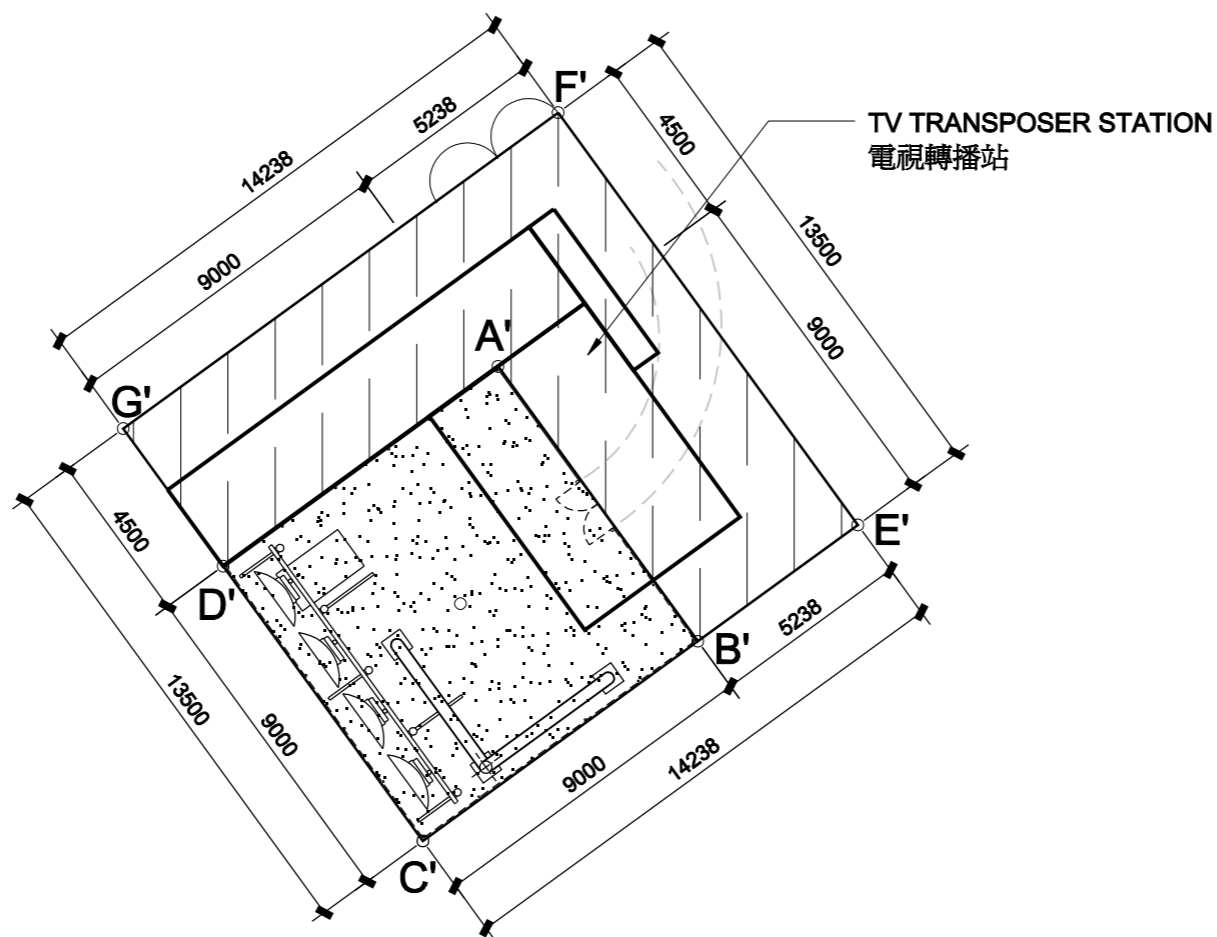 F'
TV TRANSPOSER STATION
電視轉播站
14238
5238
9000
4500
13500
9000
A'
G'
E'
D'
4500
13500
9000
B'
5238
9000
14238
C'